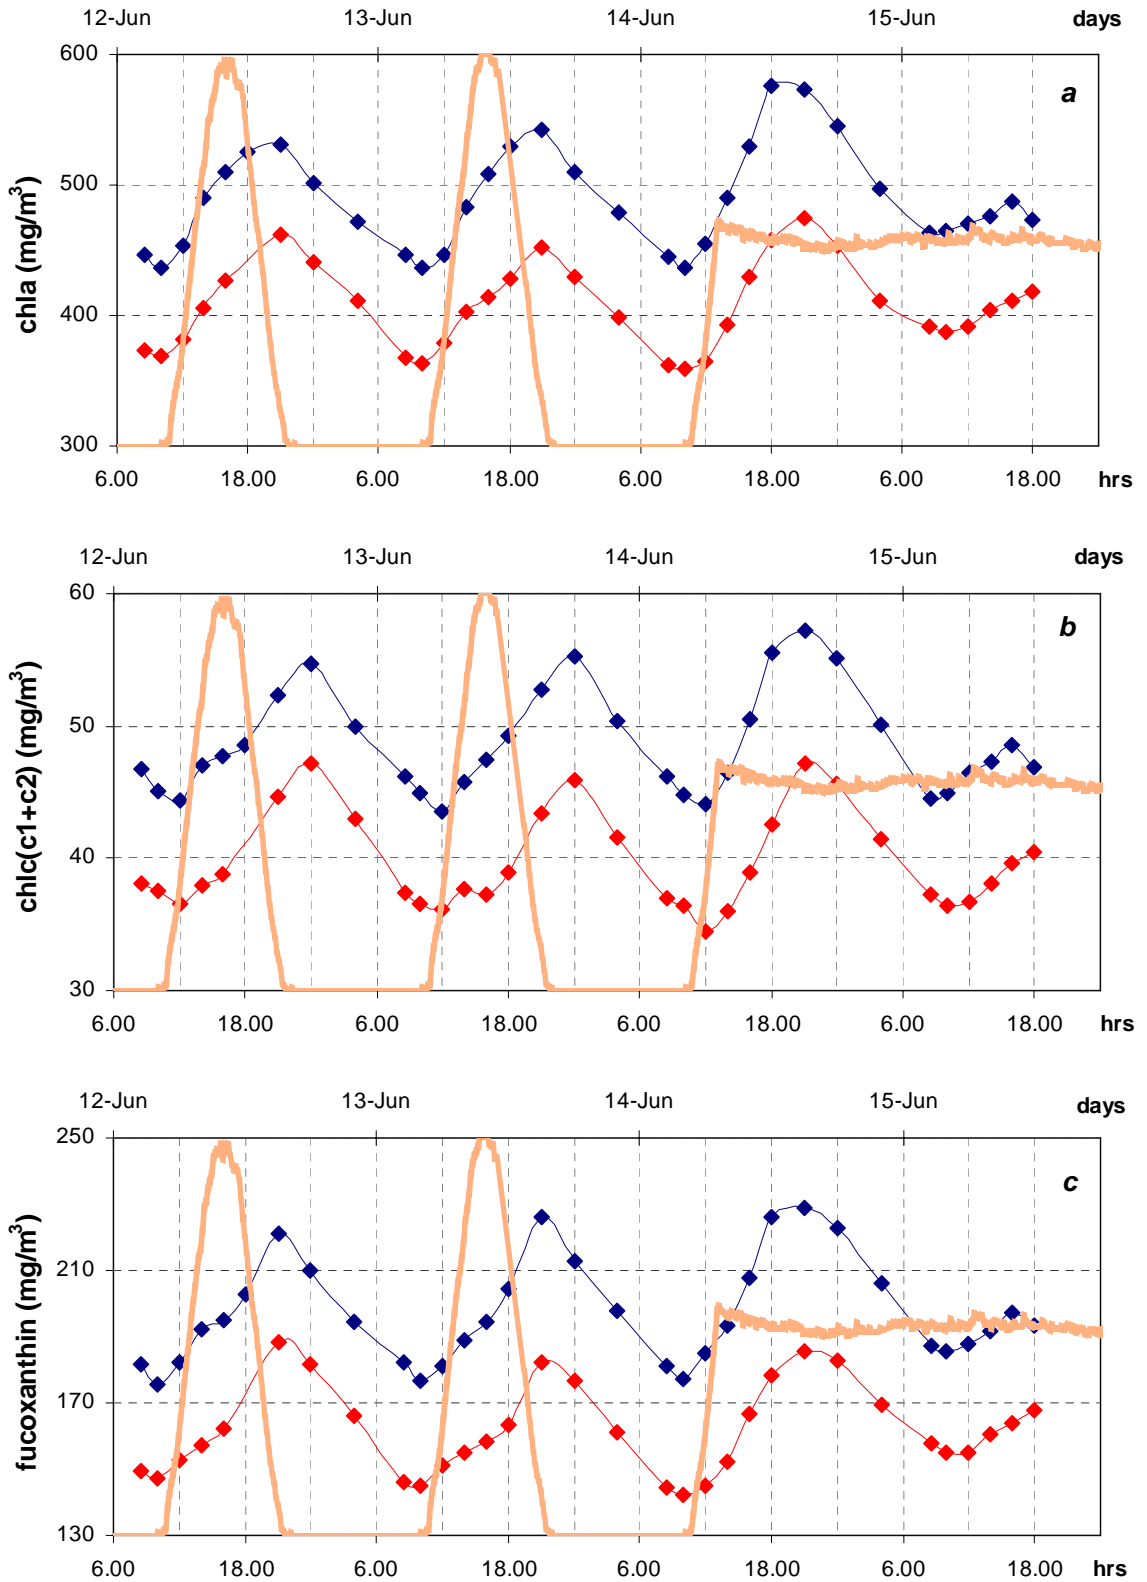 12-Jun 13-Jun 14-Jun 15-Jun days
600
a
500
chla (mg/m³)
400
300
6.00 18.00 6.00 18.00 6.00 18.00 6.00 18.00 hrs
12-Jun 13-Jun 14-Jun 15-Jun days
60
b
50
chlc(c1+c2) (mg/m³)
40
30
6.00 18.00 6.00 18.00 6.00 18.00 6.00 18.00 hrs
12-Jun 13-Jun 14-Jun 15-Jun days
250
c
210
fucoxanthin (mg/m³)
170
130
6.00 18.00 6.00 18.00 6.00 18.00 6.00 18.00 hrs